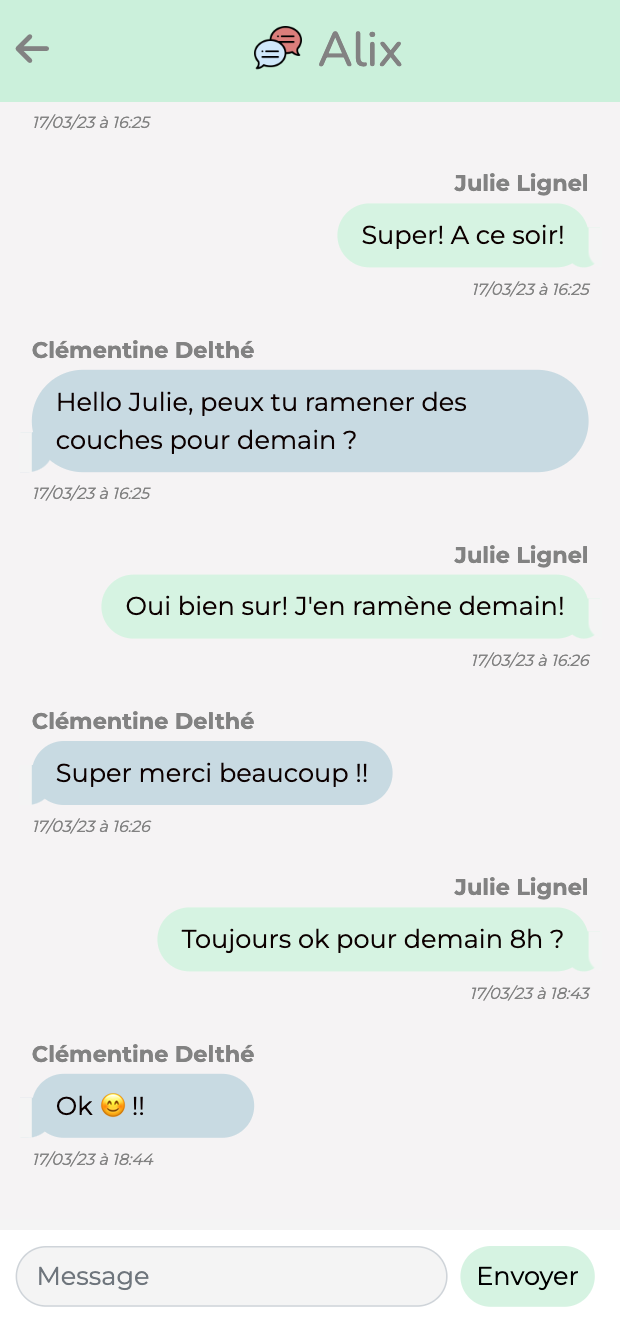 Alix
17/03/23 à 16:25
Julie Lignel
Super! A ce soir!
17/03/23 à 16:25
Clémentine Delthé
Hello Julie, peux tu ramener des
couches pour demain ?
17/03/23 à 16:25
Julie Lignel
Oui bien sur! J'en ramène demain!
17/03/23 à 16:26
Clémentine Delthé
Super merci beaucoup !!
17/03/23 à 16:26
Julie Lignel
Toujours ok pour demain 8h ?
17/03/23 à 18:43
Clémentine Delthé
Ok 😊 !!
17/03/23 à 18:44
Message
Envoyer